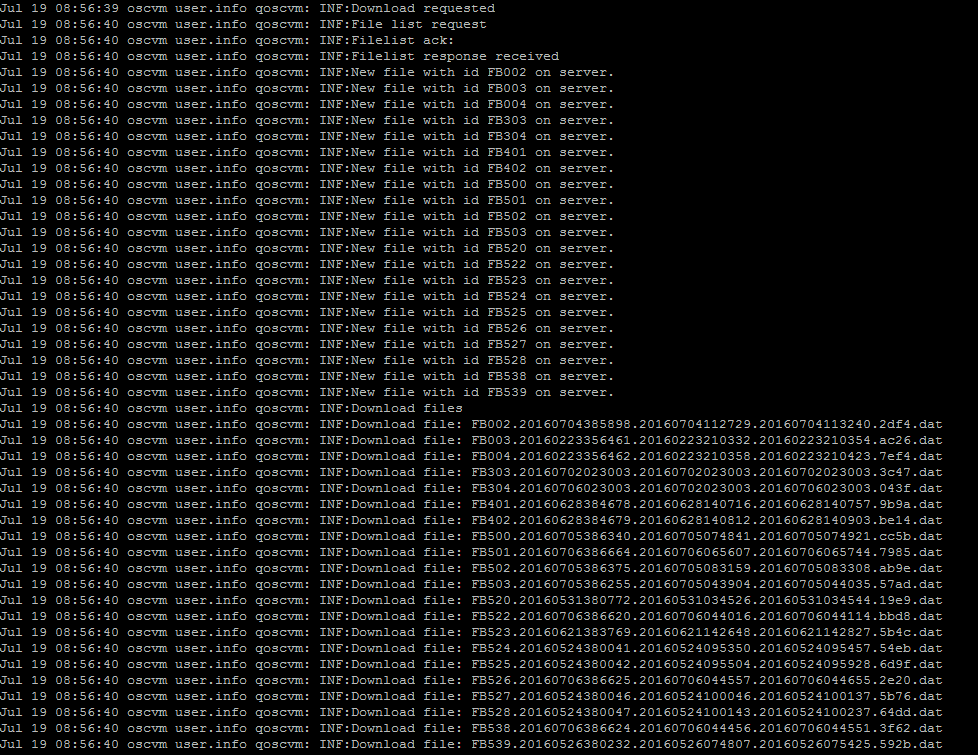 Jul 19 08:56:39 oscvm user.info qoscvm: INF:Download requested
Jul 19 08:56:40 oscvm user.info qoscvm: INF:File list request
Jul 19 08:56:40 oscvm user.info qoscvm: INF:Filelist ack:
Jul 19 08:56:40 oscvm user.info qoscvm: INF:Filelist response received
Jul 19 08:56:40 oscvm user.info qoscvm: INF:New file with id FB002 on server.
Jul 19 08:56:40 oscvm user.info qoscvm: INF:New file with id FB003 on server.
Jul 19 08:56:40 oscvm user.info qoscvm: INF:New file with id FB004 on server.
Jul 19 08:56:40 oscvm user.info qoscvm: INF:New file with id FB303 on server.
Jul 19 08:56:40 oscvm user.info qoscvm: INF:New file with id FB304 on server.
Jul 19 08:56:40 oscvm user.info qoscvm: INF:New file with id FB401 on server.
Jul 19 08:56:40 oscvm user.info qoscvm: INF:New file with id FB402 on server.
Jul 19 08:56:40 oscvm user.info qoscvm: INF:New file with id FB500 on server.
Jul 19 08:56:40 oscvm user.info qoscvm: INF:New file with id FB501 on server.
Jul 19 08:56:40 oscvm user.info qoscvm: INF:New file with id FB502 on server.
Jul 19 08:56:40 oscvm user.info qoscvm: INF:New file with id FB503 on server.
Jul 19 08:56:40 oscvm user.info qoscvm: INF:New file with id FB520 on server.
Jul 19 08:56:40 oscvm user.info qoscvm: INF:New file with id FB522 on server.
Jul 19 08:56:40 oscvm user.info qoscvm: INF:New file with id FB523 on server.
Jul 19 08:56:40 oscvm user.info qoscvm: INF:New file with id FB524 on server.
Jul 19 08:56:40 oscvm user.info qoscvm: INF:New file with id FB525 on server.
Jul 19 08:56:40 oscvm user.info qoscvm: INF:New file with id FB526 on server.
Jul 19 08:56:40 oscvm user.info qoscvm: INF:New file with id FB527 on server.
Jul 19 08:56:40 oscvm user.info qoscvm: INF:New file with id FB528 on server.
Jul 19 08:56:40 oscvm user.info qoscvm: INF:New file with id FB538 on server.
Jul 19 08:56:40 oscvm user.info qoscvm: INF:New file with id FB539 on server.
Jul 19 08:56:40 oscvm user.info qoscvm: INF:Download files
Jul 19 08:56:40 oscvm user.info qoscvm: INF:Download file: FB002.20160704385898.20160704112729.20160704113240.2df4.dat
Jul 19 08:56:40 oscvm user.info qoscvm: INF:Download file: FB003.20160223356461.20160223210332.20160223210354.ac26.dat
Jul 19 08:56:40 oscvm user.info qoscvm: INF:Download file: FB004.20160223356462.20160223210358.20160223210423.7ef4.dat
Jul 19 08:56:40 oscvm user.info qoscvm: INF:Download file: FB303.20160702023003.20160702023003.20160702023003.3c47.dat
Jul 19 08:56:40 oscvm user.info qoscvm: INF:Download file: FB304.20160706023003.20160702023003.20160706023003.043f.dat
Jul 19 08:56:40 oscvm user.info qoscvm: INF:Download file: FB401.20160628384678.20160628140716.20160628140757.9b9a.dat
Jul 19 08:56:40 oscvm user.info qoscvm: INF:Download file: FB402.20160628384679.20160628140812.20160628140903.be14.dat
Jul 19 08:56:40 oscvm user.info qoscvm: INF:Download file: FB500.20160705386340.20160705074841.20160705074921.cc5b.dat
Jul 19 08:56:40 oscvm user.info qoscvm: INF:Download file: FB501.20160706386664.20160706065607.20160706065744.7985.dat
Jul 19 08:56:40 oscvm user.info qoscvm: INF:Download file: FB502.20160705386375.20160705083159.20160705083308.ab9e.dat
Jul 19 08:56:40 oscvm user.info qoscvm: INF:Download file: FB503.20160705386255.20160705043904.20160705044035.57ad.dat
Jul 19 08:56:40 oscvm user.info qoscvm: INF:Download file: FB520.20160531380772.20160531034526.20160531034544.19e9.dat
Jul 19 08:56:40 oscvm user.info qoscvm: INF:Download file: FB522.20160706386620.20160706044016.20160706044114.bbd8.dat
Jul 19 08:56:40 oscvm user.info qoscvm: INF:Download file: FB523.20160621383769.20160621142648.20160621142827.5b4c.dat
Jul 19 08:56:40 oscvm user.info qoscvm: INF:Download file: FB524.20160524380041.20160524095350.20160524095457.54eb.dat
Jul 19 08:56:40 oscvm user.info qoscvm: INF:Download file: FB525.20160524380042.20160524095504.20160524095928.6d9f.dat
Jul 19 08:56:40 oscvm user.info qoscvm: INF:Download file: FB526.20160706386625.20160706044557.20160706044655.2e20.dat
Jul 19 08:56:40 oscvm user.info qoscvm: INF:Download file: FB527.20160524380046.20160524100046.20160524100137.5b76.dat
Jul 19 08:56:40 oscvm user.info qoscvm: INF:Download file: FB528.20160524380047.20160524100143.20160524100237.64dd.dat
Jul 19 08:56:40 oscvm user.info qoscvm: INF:Download file: FB538.20160706386624.20160706044456.20160706044551.3f62.dat
Jul 19 08:56:40 oscvm user.info qoscvm: INF:Download file: FB539.20160526380232.20160526074807.20160526075425.592b.dat